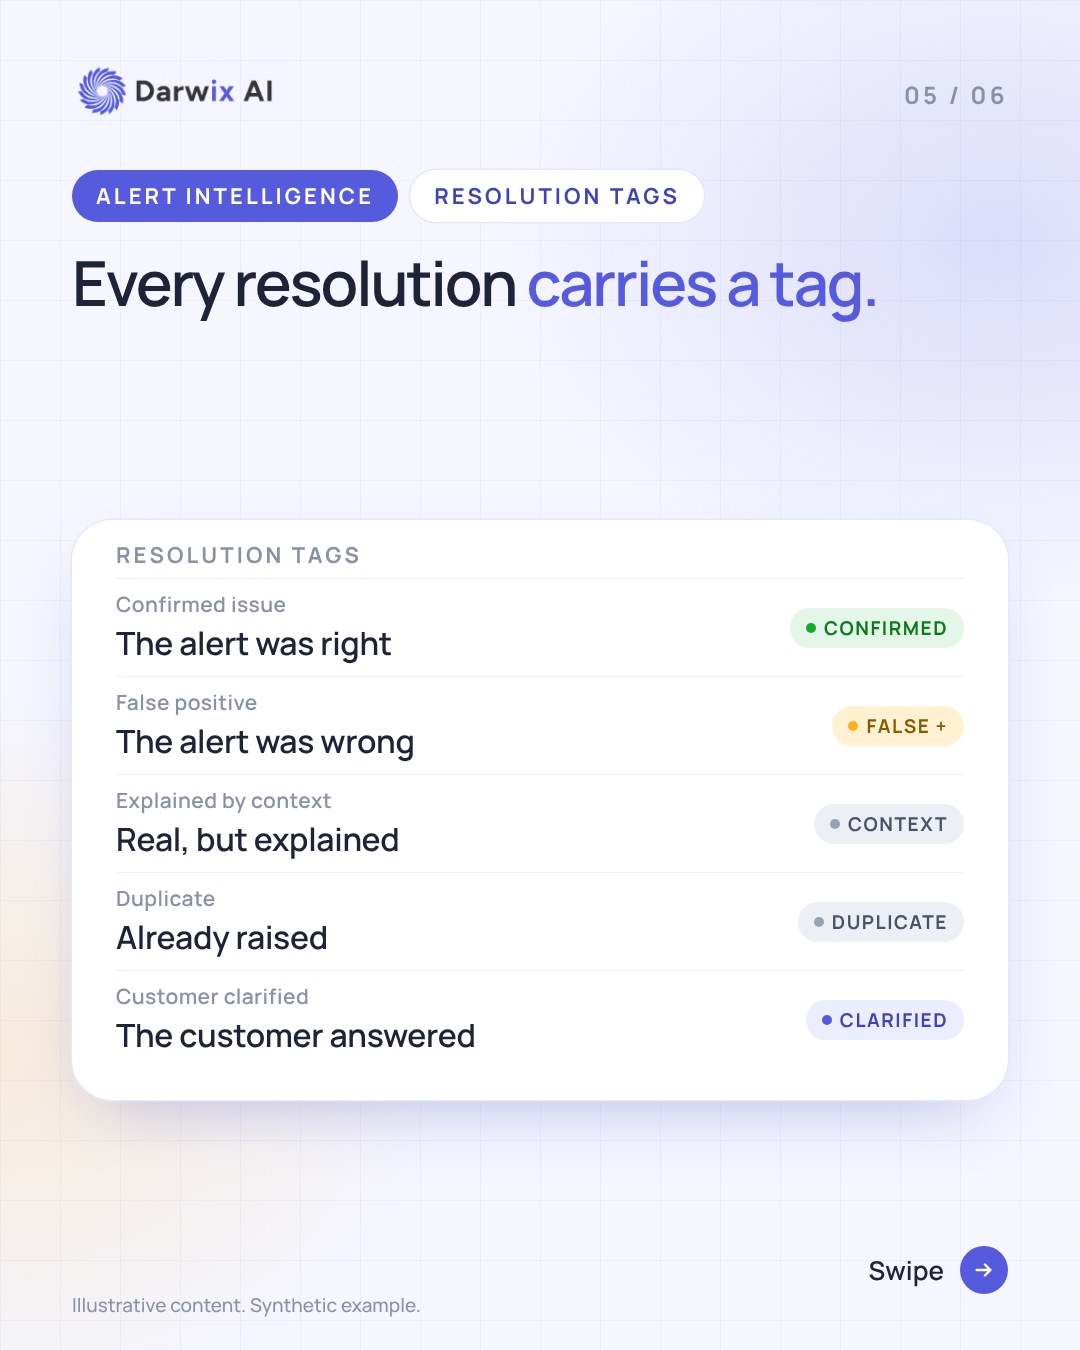 Darwix AI
05 / 06
ALERT INTELLIGENCE
RESOLUTION TAGS
Every resolution carries a tag.
RESOLUTION TAGS
Confirmed issue
The alert was right
CONFIRMED
False positive
The alert was wrong
FALSE +
Explained by context
Real, but explained
CONTEXT
Duplicate
Already raised
DUPLICATE
Customer clarified
The customer answered
CLARIFIED
Swipe
Illustrative content. Synthetic example.